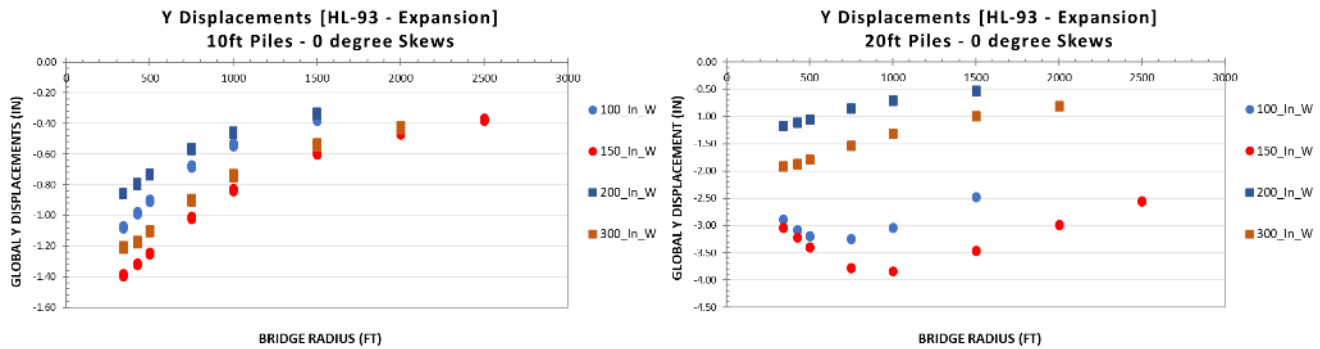 Y Displacements [HL-93 - Expansion]
10ft Piles - 0 degree Skews
GLOBAL Y DISPLACEMENTS (IN)
0.00
-0.20
-0.40
-0.60
-0.80
-1.00
-1.20
-1.40
-1.60
0 500 1000 1500 2000 2500 3000
BRIDGE RADIUS (FT)
100_In_W
150_In_W
200_In_W
300_In_W
Y Displacements [HL-93 - Expansion]
20ft Piles - 0 degree Skews
GLOBAL Y DISPLACEMENT (IN)
0.00
-0.50
-1.00
-1.50
-2.00
-2.50
-3.00
-3.50
-4.00
-4.50
0 500 1000 1500 2000 2500 3000
BRIDGE RADIUS (FT)
100_In_W
150_In_W
200_In_W
300_In_W